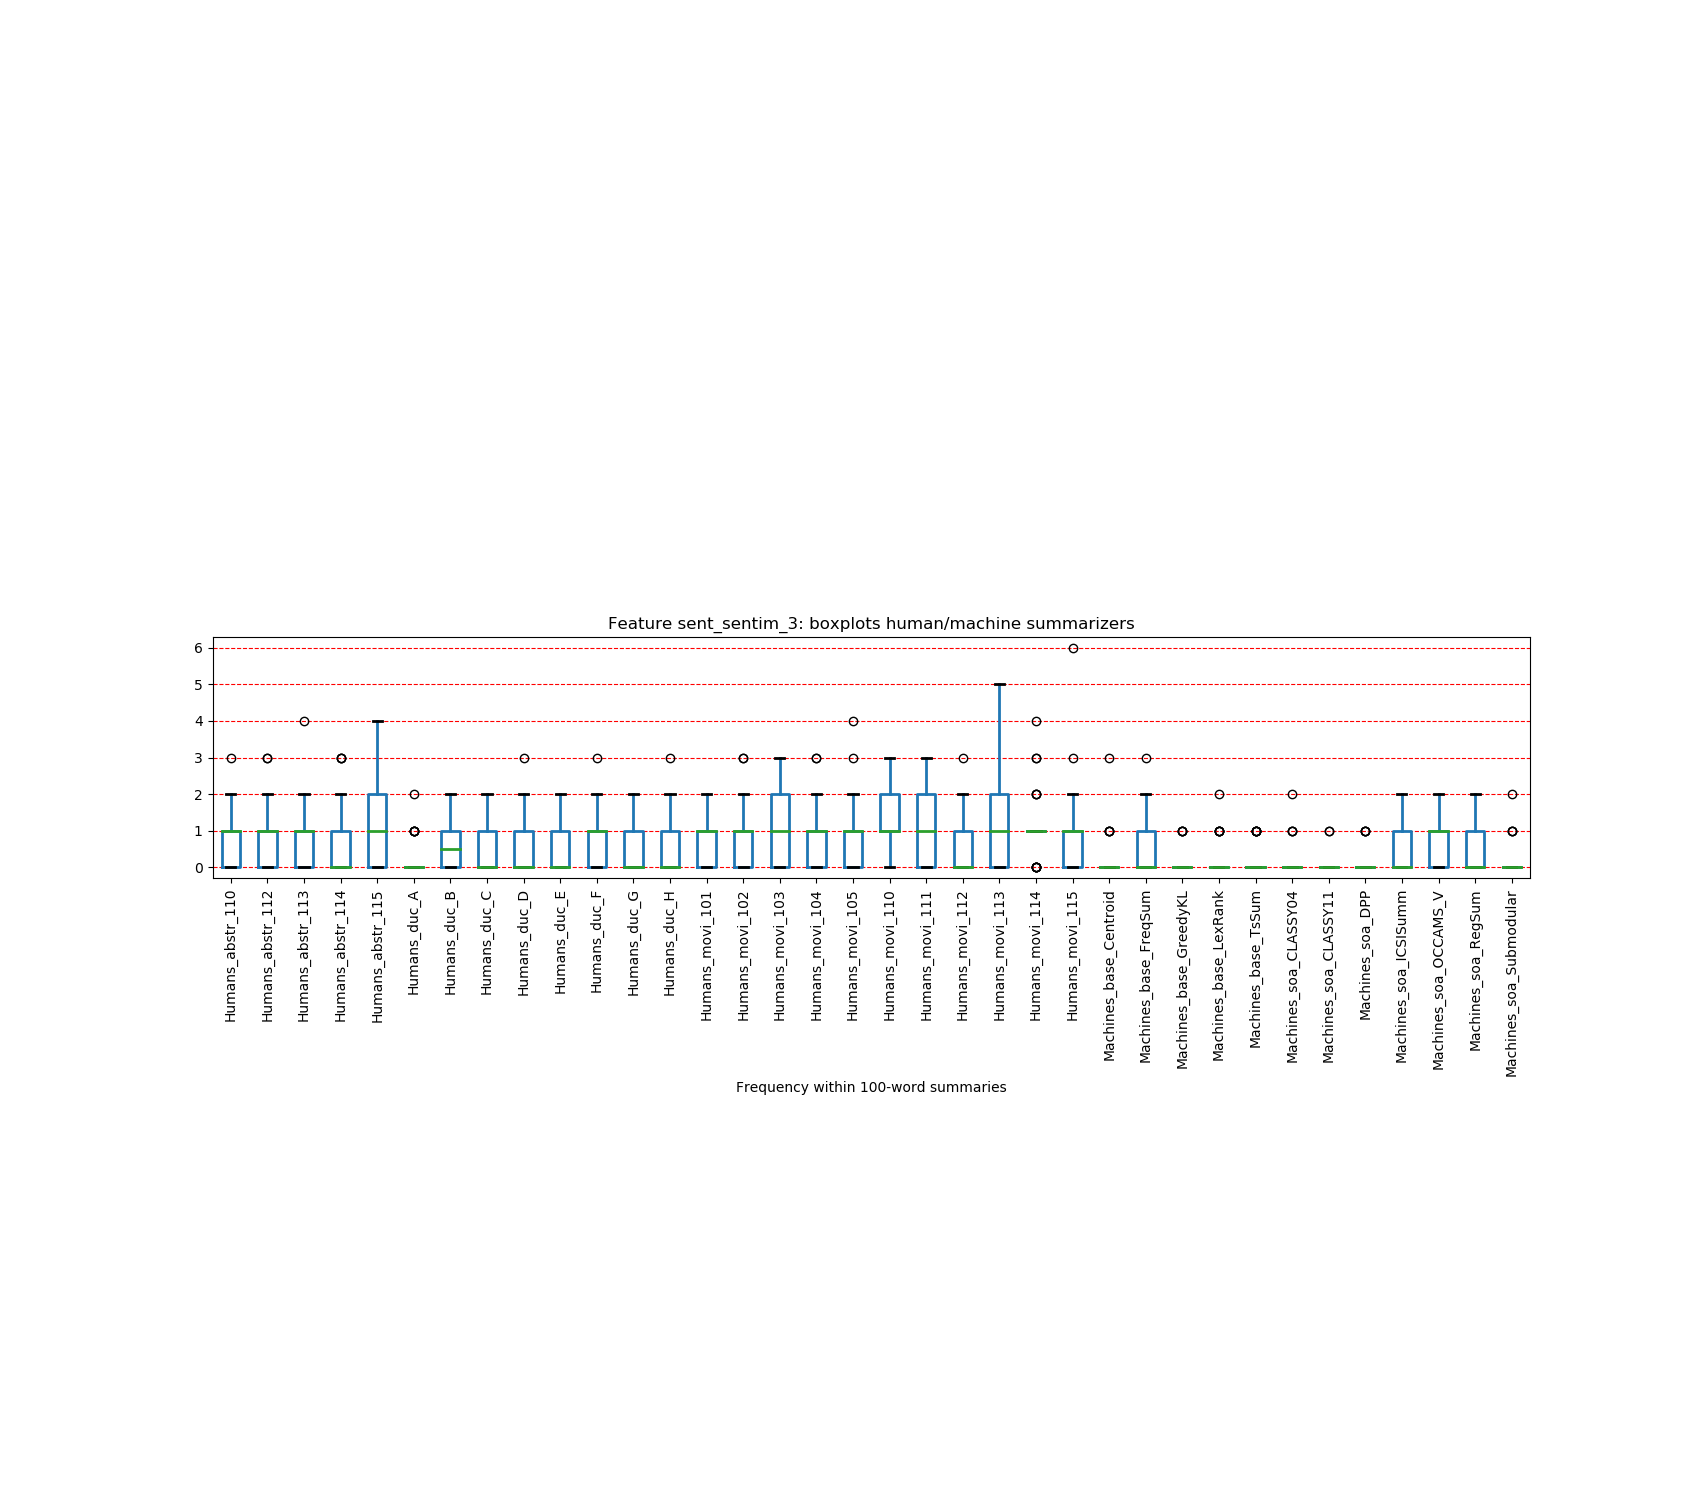 Feature sent_sentim_3: boxplots human/machine summarizers
6
5
4
3
2
1
0
Humans_abstr_110
Humans_abstr_112
Humans_abstr_113
Humans_abstr_114
Humans_abstr_115
Humans_duc_A
Humans_duc_B
Humans_duc_C
Humans_duc_D
Humans_duc_E
Humans_duc_F
Humans_duc_G
Humans_duc_H
Humans_movi_101
Humans_movi_102
Humans_movi_103
Humans_movi_104
Humans_movi_105
Humans_movi_110
Humans_movi_111
Humans_movi_112
Humans_movi_113
Humans_movi_114
Humans_movi_115
Machines_base_Centroid
Machines_base_FreqSum
Machines_base_GreedyKL
Machines_base_LexRank
Machines_base_TsSum
Machines_soa_CLASSY04
Machines_soa_CLASSY11
Machines_soa_DPP
Machines_soa_ICSISumm
Machines_soa_OCCAMS_V
Machines_soa_RegSum
Machines_soa_Submodular
Frequency within 100-word summaries